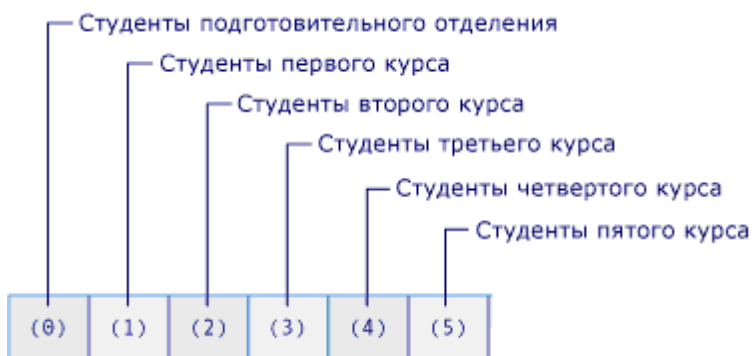 Студенты подготовительного отделения
Студенты первого курса
Студенты второго курса
Студенты третьего курса
Студенты четвертого курса
Студенты пятого курса
(0) (1) (2) (3) (4) (5)